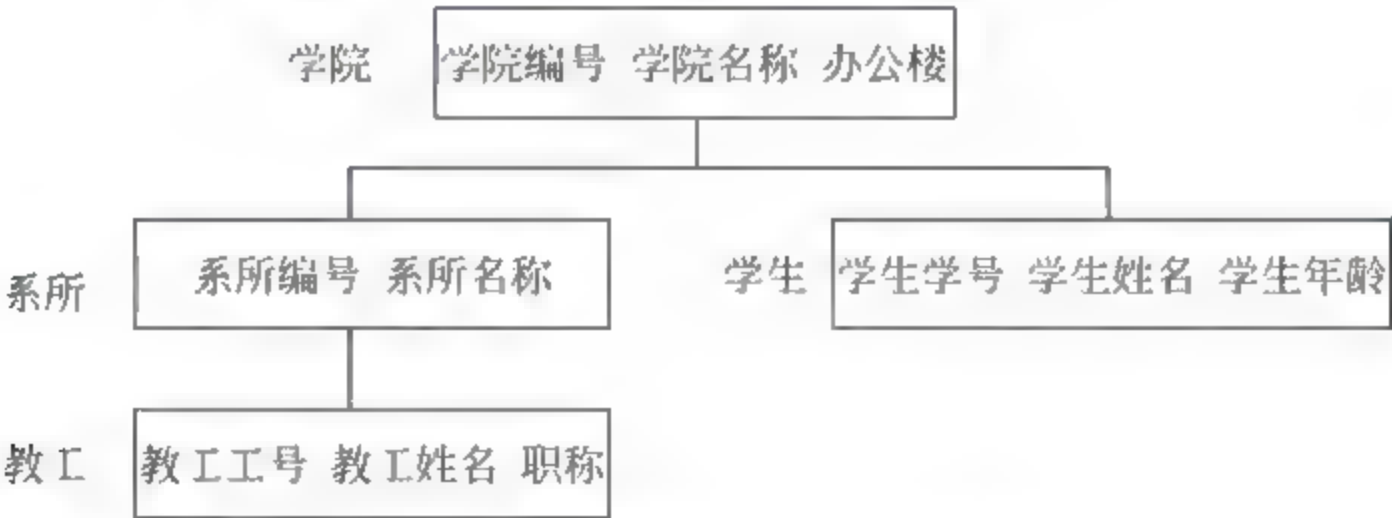 学院 学院编号 学院名称 办公楼
系所 系所编号 系所名称
学生 学生学号 学生姓名 学生年龄
教工 教工工号 教工姓名 职称